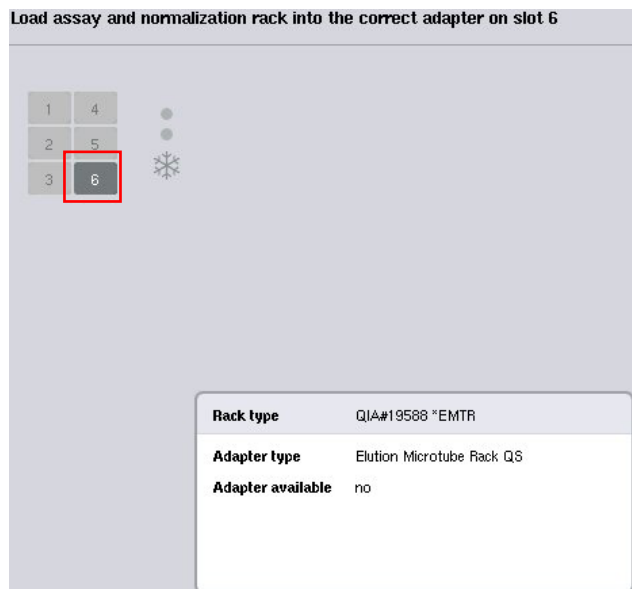 Load assay and normalization rack into the correct adapter on slot 6
1 4
2 5
3 6
Rack type QIA#19588 *EMTR
Adapter type Elution Microtube Rack QS
Adapter available no